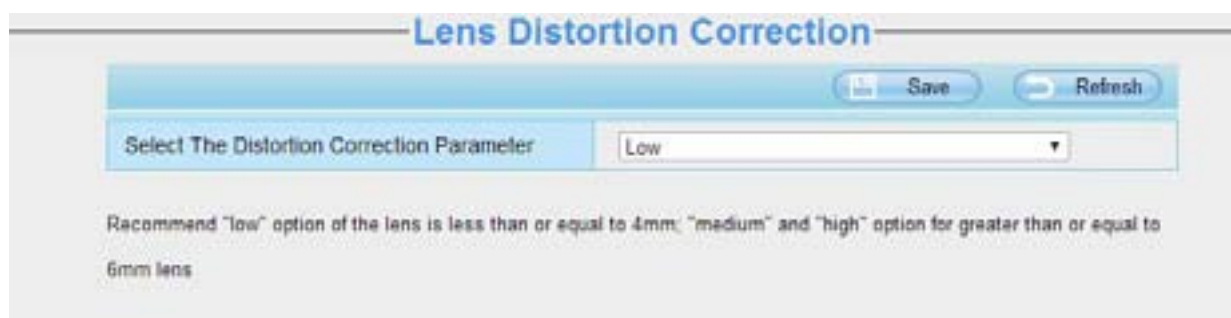 Lens Distortion Correction
Save Refresh
Select The Distortion Correction Parameter Low
Recommend "low" option of the lens is less than or equal to 4mm; "medium" and "high" option for greater than or equal to
6mm lens